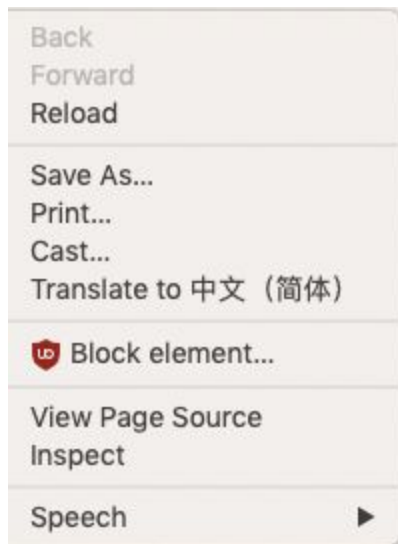 Back
Forward
Reload
Save As...
Print...
Cast...
Translate to 中文（简体）
Block element...
View Page Source
Inspect
Speech